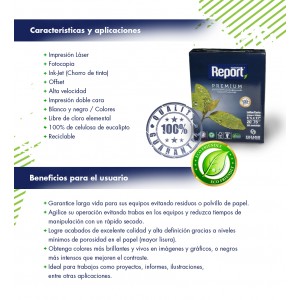 Características y aplicaciones
• Impresión Láser
• Fotocopia
• Ink-Jet (Chorro de tinta)
• Offset
• Alta velocidad
• Impresión doble cara
• Blanco y negro / Colores
• Libre de cloro elemental
• 100% de celulosa de eucalipto
• Reciclable
Report
PREMIUM
QUALITY
100%
GUARANTEE
Beneficios para el usuario
• Garantice larga vida para sus equipos evitando residuos o polvillo de papel.
• Agilice su operación evitando trabas en los equipos y reduzca tiempos de
manipulación con un rápido secado.
• Logre acabados de excelente calidad y alta definición gracias a niveles
mínimos de porosidad en el papel (mayor lisura).
• Obtenga colores más brillantes y vivos en imágenes y gráficos, o negros
más intensos que mejoren el contraste.
• Ideal para trabajos como proyectos, informes, ilustraciones,
entre otras aplicaciones.